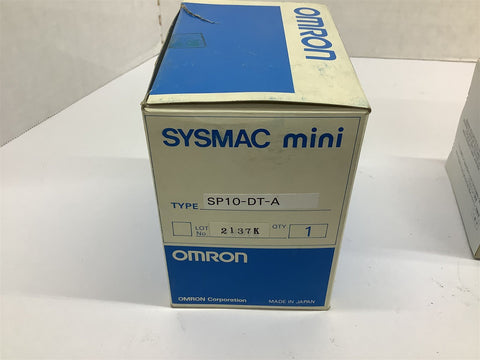 OMRON
SYSMAC mini
TYPE SP10-DT-A
LOT No. 2137K QTY 1
OMRON
OMRON Corporation MADE IN JAPAN